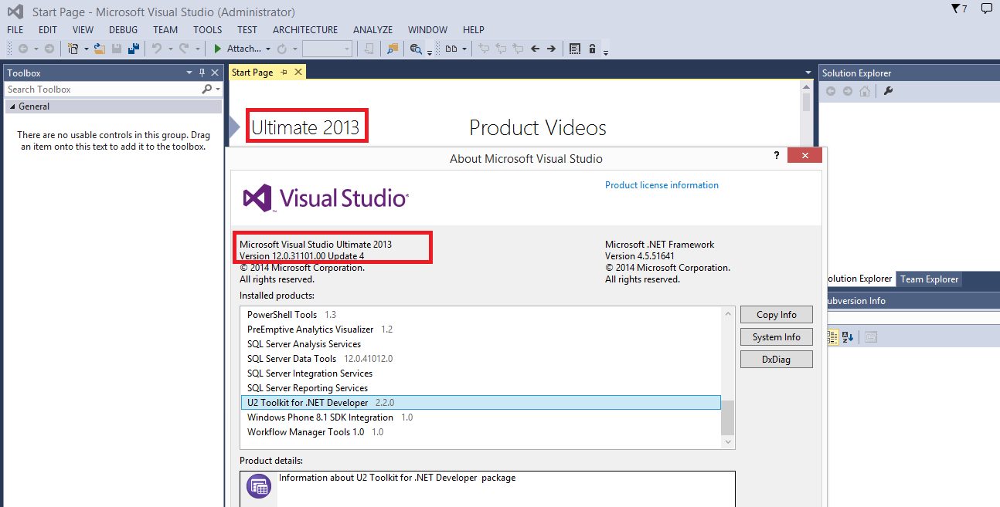 Start Page - Microsoft Visual Studio (Administrator)
7
FILE EDIT VIEW DEBUG TEAM TOOLS TEST ARCHITECTURE ANALYZE WINDOW HELP
Attach...
Toolbox
Search Toolbox
General
There are no usable controls in this group. Drag
an item onto this text to add it to the toolbox.
Start Page
Ultimate 2013
Product Videos
Solution Explorer
About Microsoft Visual Studio
?
Visual Studio
Product license information
Microsoft Visual Studio Ultimate 2013
Version 12.0.31101.00 Update 4
© 2014 Microsoft Corporation.
All rights reserved.
Microsoft .NET Framework
Version 4.5.51641
© 2014 Microsoft Corporation.
All rights reserved.
Installed products:
PowerShell Tools 1.3
PreEmptive Analytics Visualizer 1.2
SQL Server Analysis Services
SQL Server Data Tools 12.0.41012.0
SQL Server Integration Services
SQL Server Reporting Services
U2 Toolkit for .NET Developer 2.2.0
Windows Phone 8.1 SDK Integration 1.0
Workflow Manager Tools 1.0 1.0
Copy Info
System Info
DxDiag
Product details:
Information about U2 Toolkit for .NET Developer package
olution Explorer Team Explorer
ubversion Info